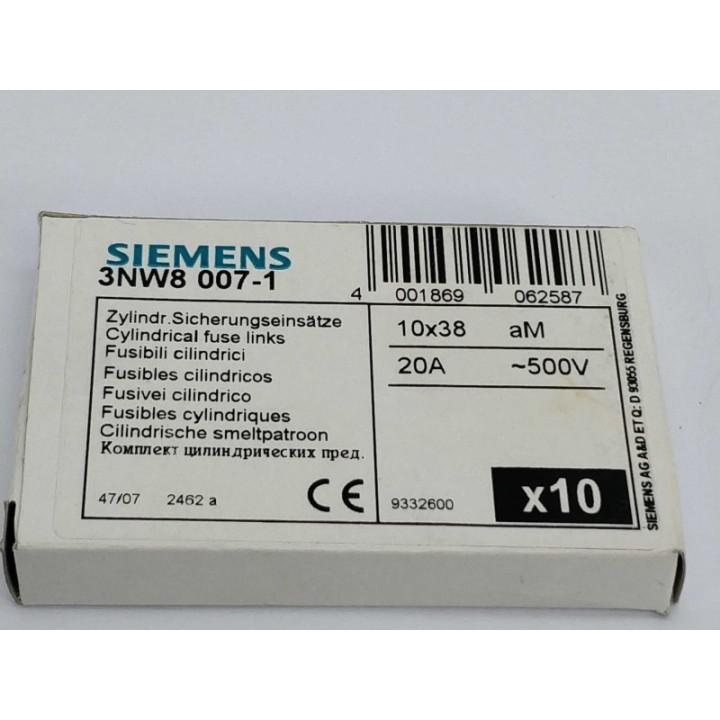 SIEMENS
3NW8 007-1
4 001869 062587
Zylindr.Sicherungseinsätze
Cylindrical fuse links
Fusibili cilindrici
Fusibles cilindricos
Fusivei cilindrico
Fusibles cylindriques
Cilindrische smeltpatroon
Комплект цилиндрических пред.
47/07 2462 a CE
10x38 aM
20A ~500V
9332600 x10
SIEMENS AG A&D ET Q: D 93055 REGENSBURG